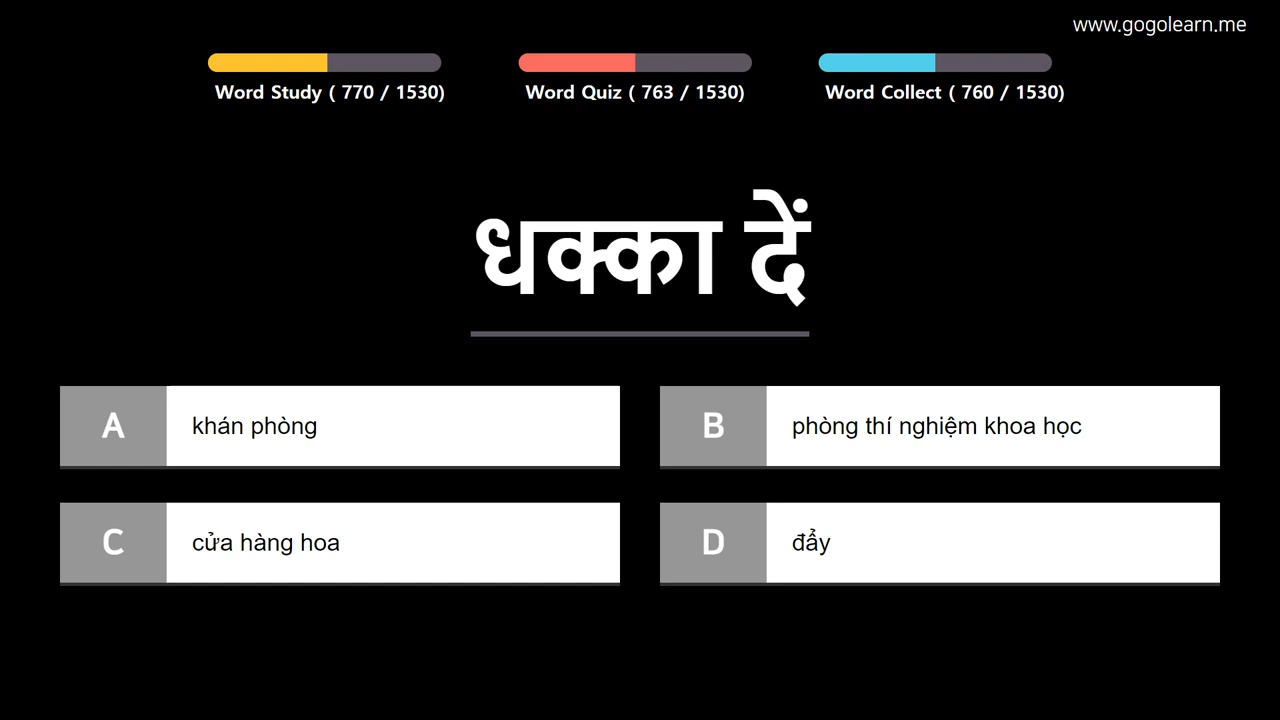 www.gogolearn.me
Word Study ( 770 / 1530)
Word Quiz ( 763 / 1530)
Word Collect ( 760 / 1530)
धक्का दें
A
khán phòng
B
phòng thí nghiệm khoa học
C
cửa hàng hoa
D
đẩy